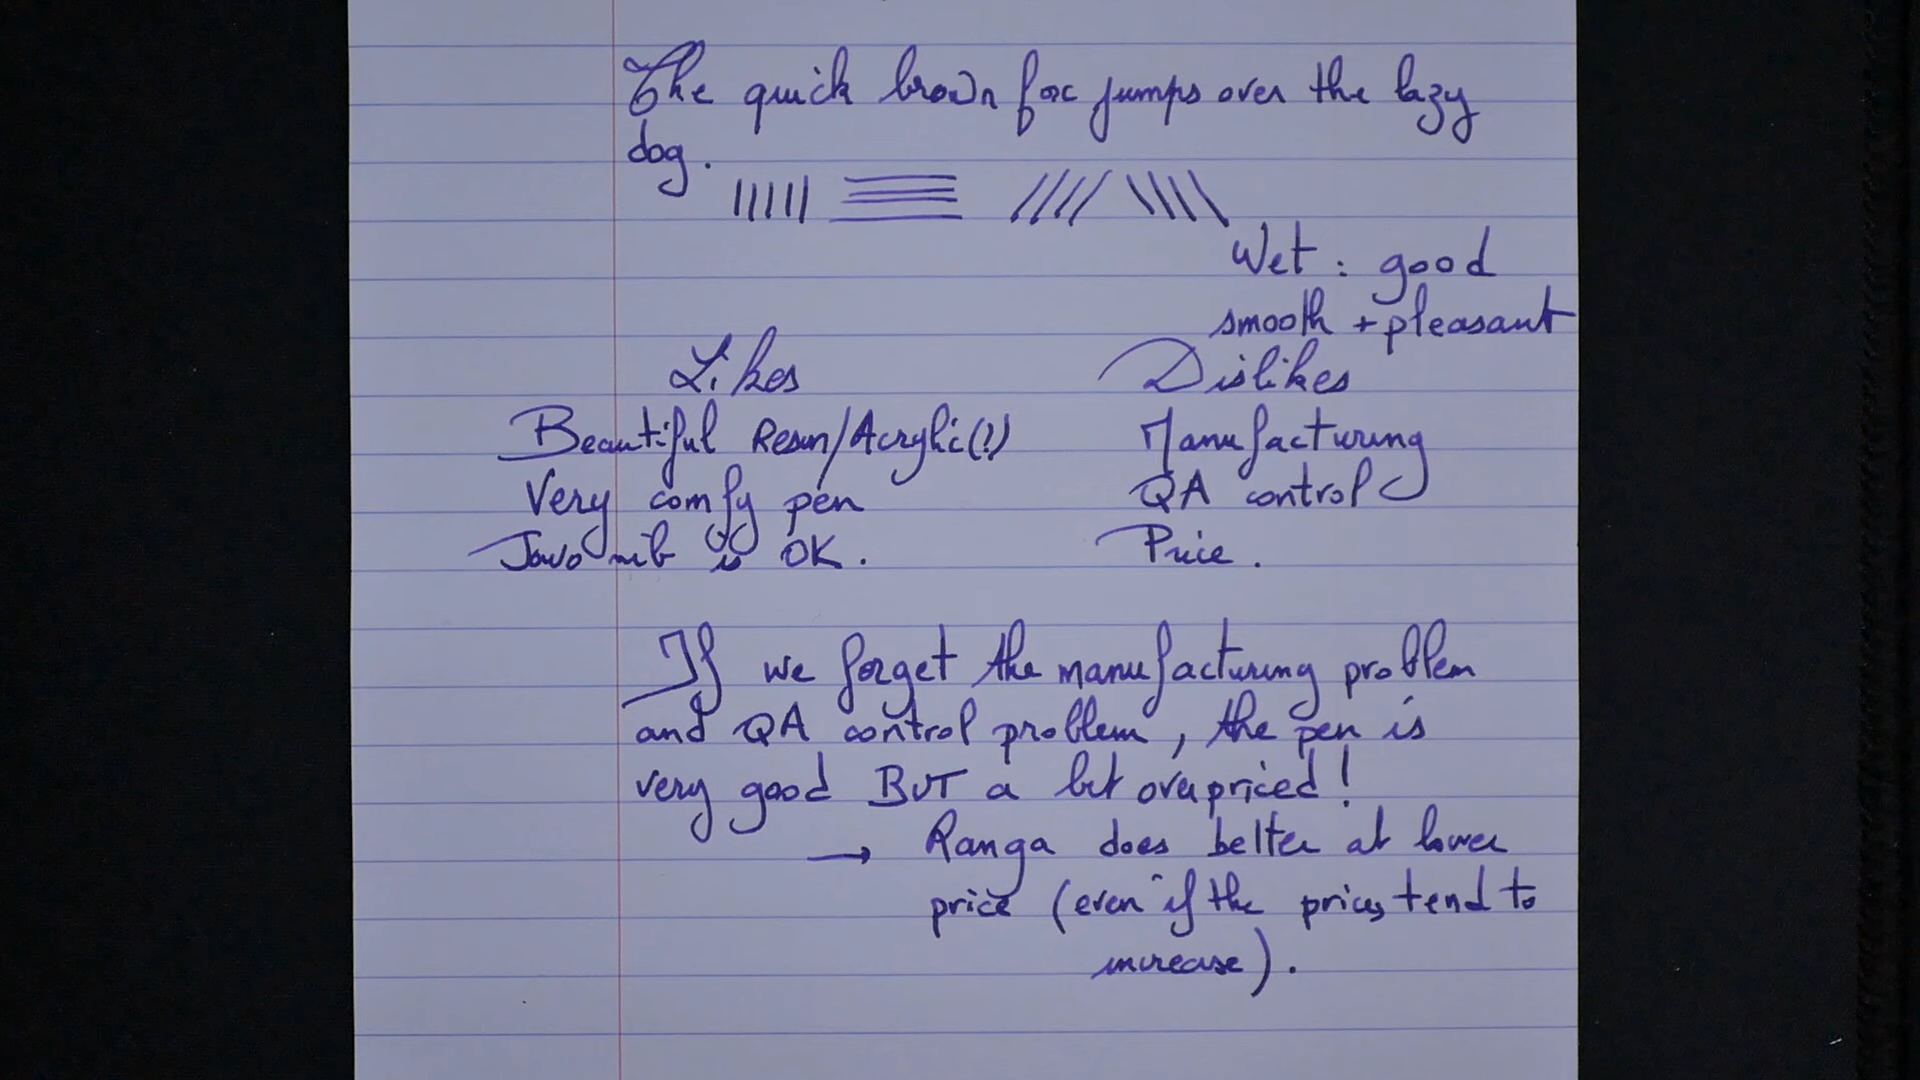 The quick brown fox jumps over the lazy
dog.
Wet : good
smooth + pleasant
Likes
Beautiful Resin/Acrylic(?)
Very comfy pen
Jowo nib is OK.
Dislikes
Manufacturing
QA control
Price.
If we forget the manufacturing problem
and QA control problem, the pen is
very good BUT a bit overpriced!
→ Ranga does better at lower
price (even if the prices tend to
increase).